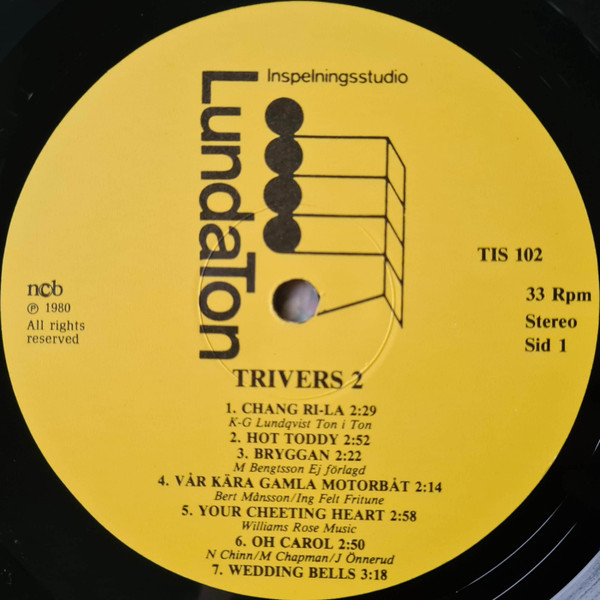 Inspelningsstudio
LundaTon
TIS 102
ncb
℗ 1980
All rights
reserved
33 Rpm
Stereo
Sid 1
TRIVERS 2
1. CHANG RI-LA 2:29
K-G Lundqvist Ton i Ton
2. HOT TODDY 2:52
3. BRYGGAN 2:22
M Bengtsson Ej förlagd
4. VÅR KÄRA GAMLA MOTORBÅT 2:14
Bert Månsson/Ing Felt Fritune
5. YOUR CHEETING HEART 2:58
Williams Rose Music
6. OH CAROL 2:50
N Chinn/M Chapman/J Önnerud
7. WEDDING BELLS 3:18